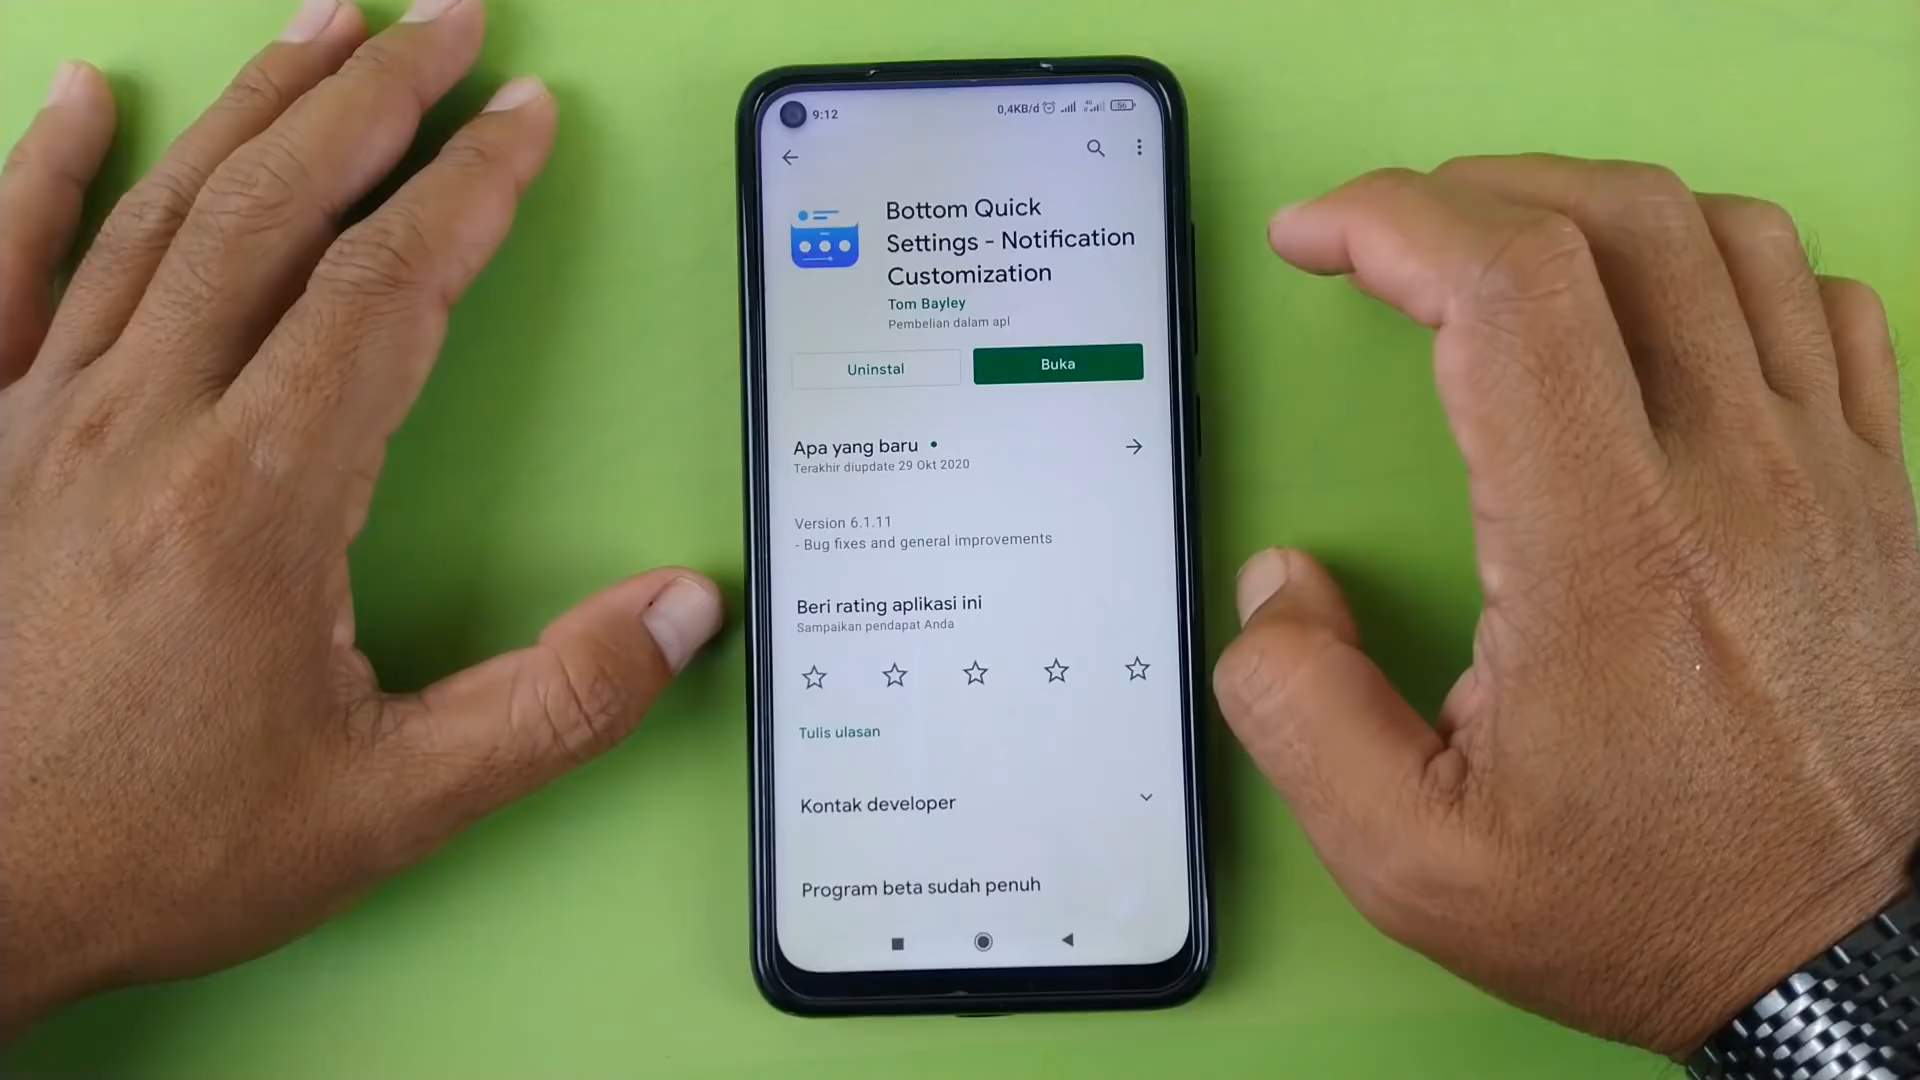 9:12
0,4KB/d
4G
56
Bottom Quick
Settings - Notification
Customization
Tom Bayley
Pembelian dalam apl
Uninstal
Buka
Apa yang baru
Terakhir diupdate 29 Okt 2020
Version 6.1.11
- Bug fixes and general improvements
Beri rating aplikasi ini
Sampaikan pendapat Anda
Tulis ulasan
Kontak developer
Program beta sudah penuh